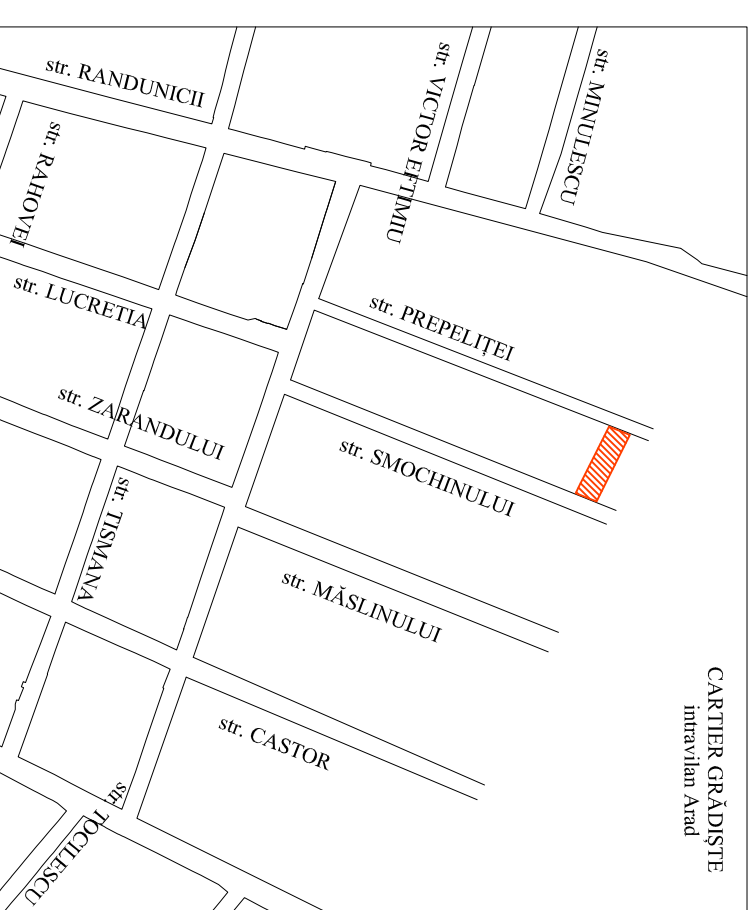 str. RANDUNICII
str. VICTOR EFTIMIU
str. MINULESCU
str. RAHOVEI
str. LUCRETIA
str. PREPELIȚEI
str. ZARANDULUI
str. SMOCHINULUI
str. TISMANA
str. MĂSLINULUI
str. CASTOR
CARTIER GRĂDIȘTE
intravilan Arad
str. TOCILESCU